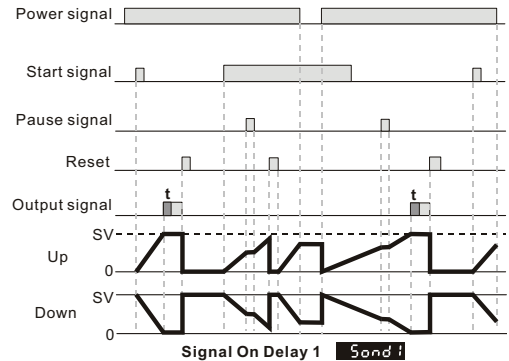 Power signal
Start signal
Pause signal
Reset
t t
Output signal
SV
Up
0
SV
Down
0
Signal On Delay 1 Sond1